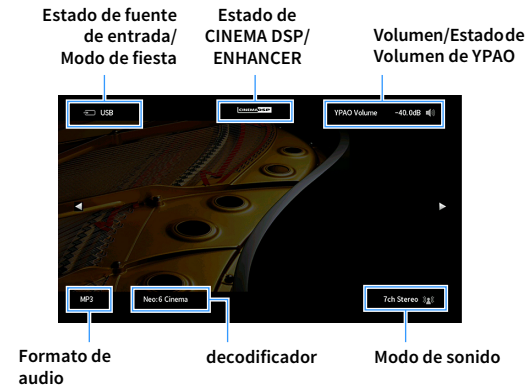 Estado de fuente
de entrada/
Modo de fiesta
Estado de
CINEMA DSP/
ENHANCER
Volumen/Estado de
Volumen de YPAO
USB
CINEMA DSP
YPAO Volume -40.0dB
MP3
Neo:6 Cinema
7ch Stereo
Formato de
audio
decodificador
Modo de sonido